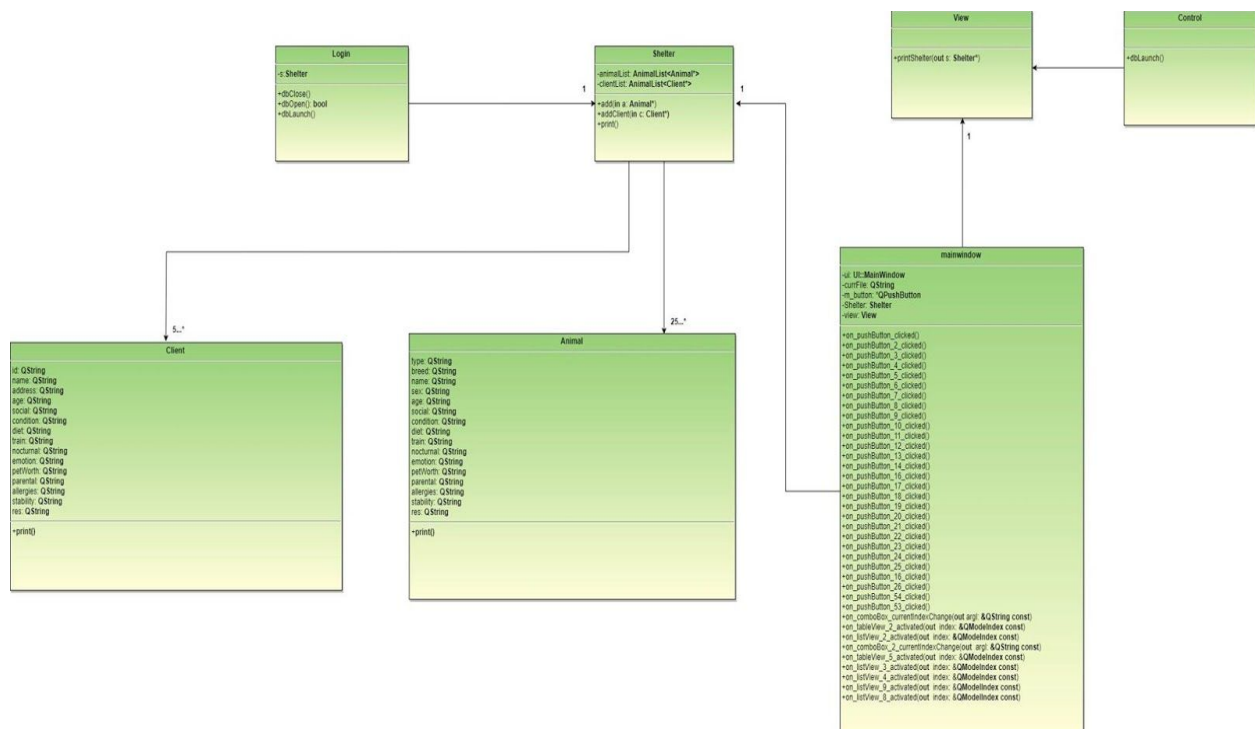 Login
-s: Shelter
+dbClose()
+dbOpen(): bool
+dbLaunch()
1
Shelter
-animalList: AnimalList<Animal*>
-clientList: AnimalList<Client*>
+add(in a: Animal*)
+addClient(in c: Client*)
+print()
1
View
+printShelter(out s: Shelter*)
Control
+dbLaunch()
1
5...*
Client
id: QString
name: QString
address: QString
age: QString
social: QString
condition: QString
diet: QString
train: QString
nocturnal: QString
emotion: QString
petWorth: QString
parental: QString
allergies: QString
stability: QString
res: QString
+print()
25...*
Animal
type: QString
breed: QString
name: QString
sex: QString
age: QString
social: QString
condition: QString
diet: QString
train: QString
nocturnal: QString
emotion: QString
petWorth: QString
parental: QString
allergies: QString
stability: QString
res: QString
+print()
mainwindow
-ui: UI::MainWindow
-currFile: QString
-m_button: *QPushButton
-Shelter: Shelter
-view: View
+on_pushButton_clicked()
+on_pushButton_2_clicked()
+on_pushButton_3_clicked()
+on_pushButton_4_clicked()
+on_pushButton_5_clicked()
+on_pushButton_6_clicked()
+on_pushButton_7_clicked()
+on_pushButton_8_clicked()
+on_pushButton_9_clicked()
+on_pushButton_10_clicked()
+on_pushButton_11_clicked()
+on_pushButton_12_clicked()
+on_pushButton_13_clicked()
+on_pushButton_14_clicked()
+on_pushButton_16_clicked()
+on_pushButton_17_clicked()
+on_pushButton_18_clicked()
+on_pushButton_19_clicked()
+on_pushButton_20_clicked()
+on_pushButton_21_clicked()
+on_pushButton_22_clicked()
+on_pushButton_23_clicked()
+on_pushButton_24_clicked()
+on_pushButton_25_clicked()
+on_pushButton_16_clicked()
+on_pushButton_26_clicked()
+on_pushButton_54_clicked()
+on_pushButton_53_clicked()
+on_comboBox_currentIndexChange(out argl: &QString const)
+on_tableView_2_activated(out index: &QModelIndex const)
+on_listView_2_activated(out index: &QModelIndex const)
+on_comboBox_2_currentIndexChange(out argl: &QString const)
+on_tableView_5_activated(out index: &QModelIndex const)
+on_listView_3_activated(out index: &QModelIndex const)
+on_listView_4_activated(out index: &QModelIndex const)
+on_listView_9_activated(out index: &QModelIndex const)
+on_listView_8_activated(out index: &QModelIndex const)